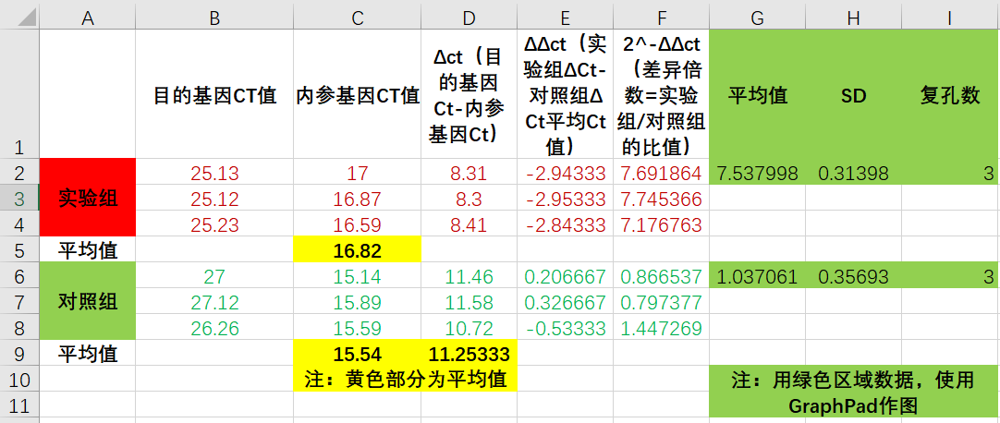 A B C D E F G H I
1 目的基因CT值 内参基因CT值 Δct（目的基因Ct-内参基因Ct） ΔΔct（实验组ΔCt-对照组ΔCt平均Ct值） 2^-ΔΔct（差异倍数=实验组/对照组的比值） 平均值 SD 复孔数
2 25.13 17 8.31 -2.94333 7.691864 7.537998 0.31398 3
3 实验组 25.12 16.87 8.3 -2.95333 7.745366
4 25.23 16.59 8.41 -2.84333 7.176763
5 平均值 16.82
6 27 15.14 11.46 0.206667 0.866537 1.037061 0.35693 3
7 对照组 27.12 15.89 11.58 0.326667 0.797377
8 26.26 15.59 10.72 -0.53333 1.447269
9 平均值 15.54 11.25333
10 注：黄色部分为平均值 注：用绿色区域数据，使用
11 GraphPad作图